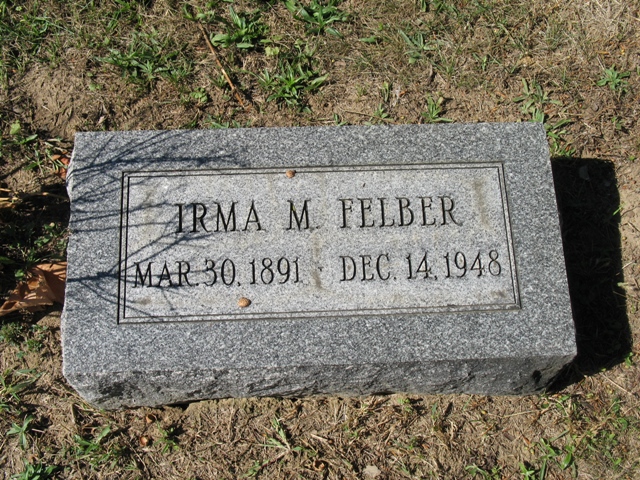 IRMA M. FELBER
MAR. 30, 1891 - DEC. 14, 1948